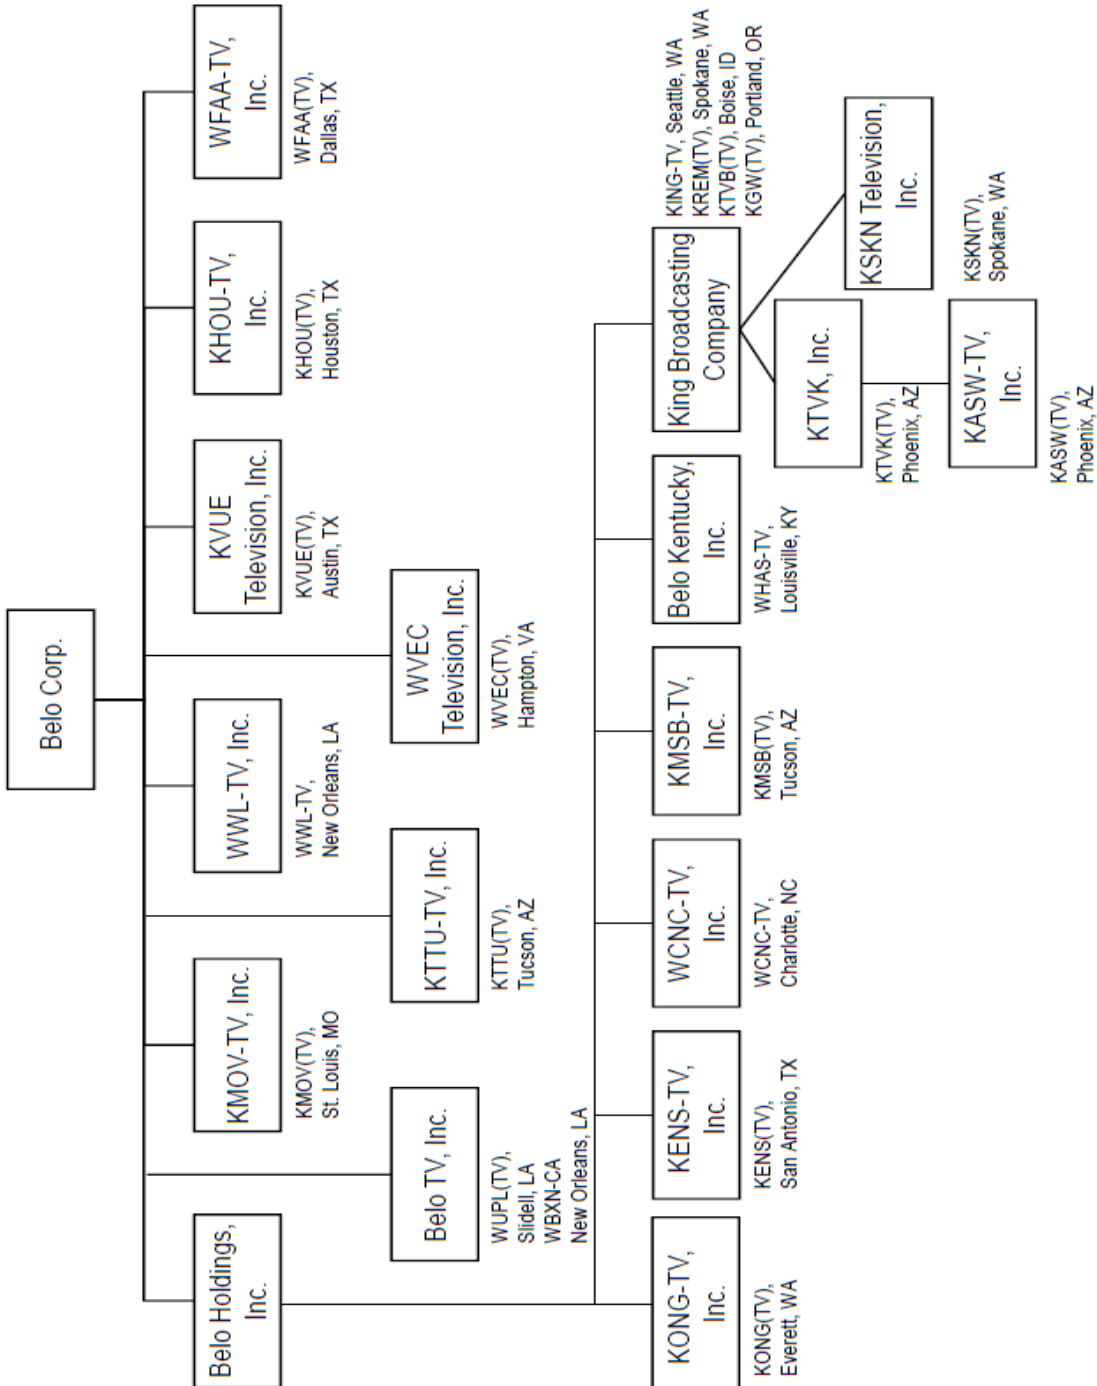 Belo Corp.
Belo Holdings,
Inc.
KMOV-TV, Inc.
KMOV(TV),
St. Louis, MO
WWL-TV, Inc.
WWL-TV,
New Orleans, LA
KVUE
Television, Inc.
KVUE(TV),
Austin, TX
KHOU-TV,
Inc.
KHOU(TV),
Houston, TX
WFAA-TV,
Inc.
WFAA(TV),
Dallas, TX
Belo TV, Inc.
WUPL(TV),
Slidell, LA
WBXN-CA
New Orleans, LA
KTTU-TV, Inc.
KTTU(TV),
Tucson, AZ
WVEC
Television, Inc.
WVEC(TV),
Hampton, VA
KONG-TV,
Inc.
KONG(TV),
Everett, WA
KENS-TV,
Inc.
KENS(TV),
San Antonio, TX
WCNC-TV,
Inc.
WCNC-TV,
Charlotte, NC
KMSB-TV,
Inc.
KMSB(TV),
Tucson, AZ
Belo Kentucky,
Inc.
WHAS-TV,
Louisville, KY
King Broadcasting
Company
KING-TV, Seattle, WA
KREM(TV), Spokane, WA
KTVB(TV), Boise, ID
KGW(TV), Portland, OR
KTVK, Inc.
KTVK(TV),
Phoenix, AZ
KSKN Television,
Inc.
KSKN(TV),
Spokane, WA
KASW-TV,
Inc.
KASW(TV),
Phoenix, AZ